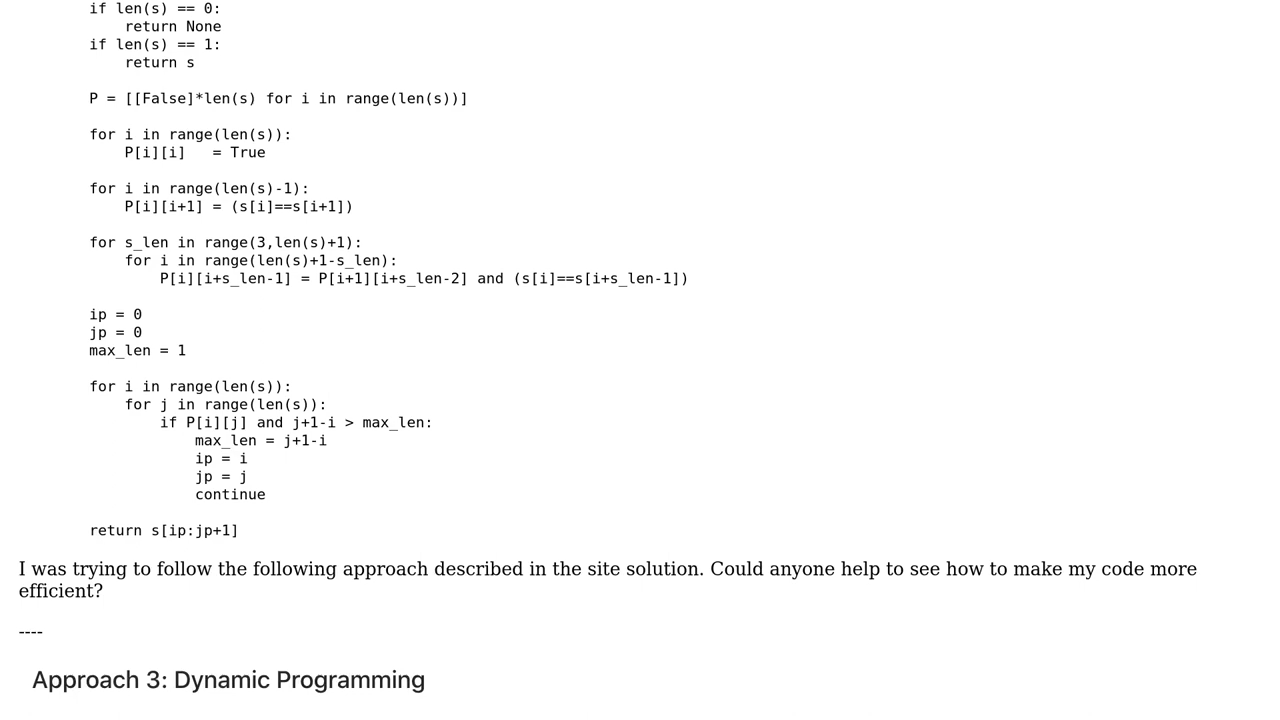 if len(s) == 0:
    return None
if len(s) == 1:
    return s

P = [[False]*len(s) for i in range(len(s))]

for i in range(len(s)):
    P[i][i]   = True

for i in range(len(s)-1):
    P[i][i+1] = (s[i]==s[i+1])

for s_len in range(3,len(s)+1):
    for i in range(len(s)+1-s_len):
        P[i][i+s_len-1] = P[i+1][i+s_len-2] and (s[i]==s[i+s_len-1])

ip = 0
jp = 0
max_len = 1

for i in range(len(s)):
    for j in range(len(s)):
        if P[i][j] and j+1-i > max_len:
            max_len = j+1-i
            ip = i
            jp = j
            continue

return s[ip:jp+1]

I was trying to follow the following approach described in the site solution. Could anyone help to see how to make my code more
efficient?

----

Approach 3: Dynamic Programming